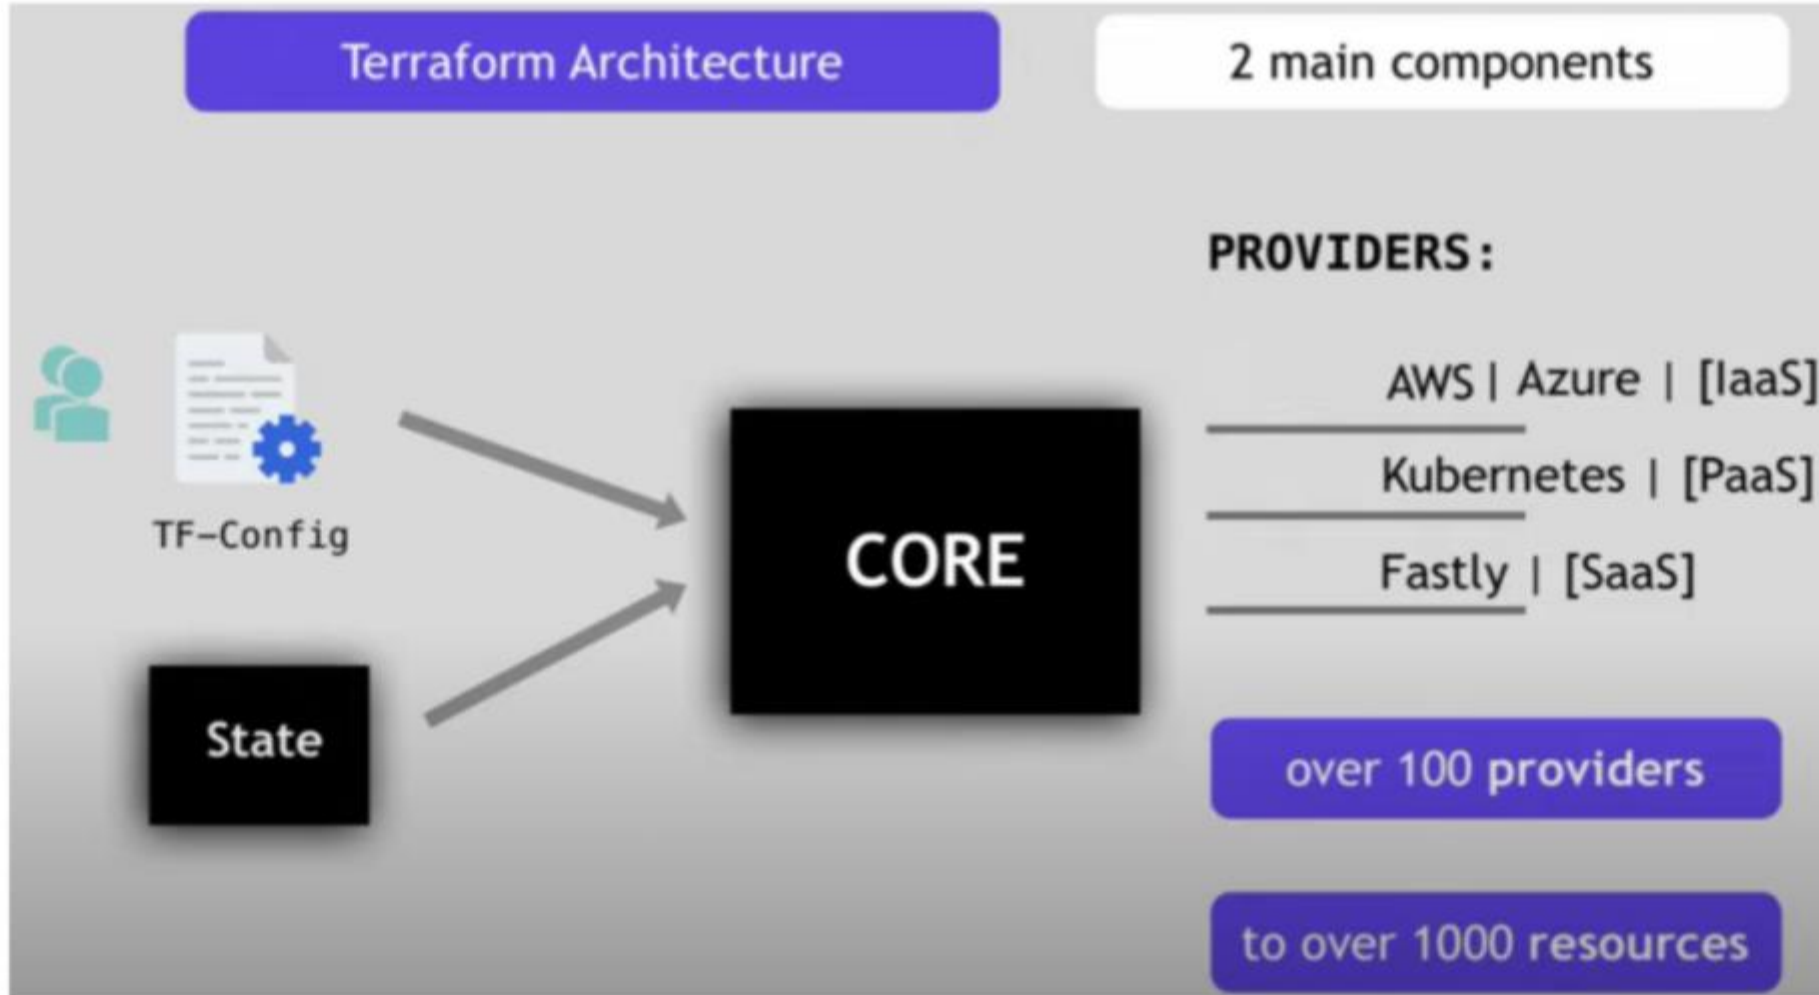 Terraform Architecture
2 main components
PROVIDERS:
AWS | Azure | [IaaS]
Kubernetes | [PaaS]
Fastly | [SaaS]
TF-Config
CORE
State
over 100 providers
to over 1000 resources